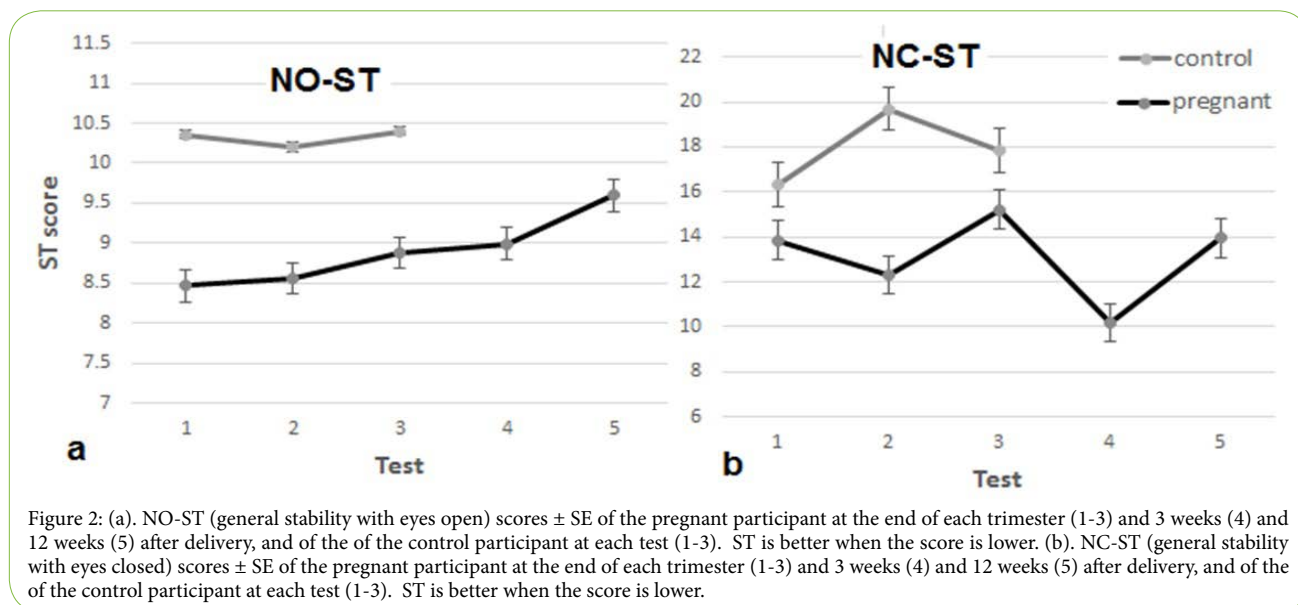 NO-ST
11.5
11
10.5
10
9.5
9
8.5
8
7.5
7
ST score
1 2 3 4 5
Test
a
NC-ST
control
pregnant
22
20
18
16
14
12
10
8
6
1 2 3 4 5
Test
b
Figure 2: (a). NO-ST (general stability with eyes open) scores ± SE of the pregnant participant at the end of each trimester (1-3) and 3 weeks (4) and
12 weeks (5) after delivery, and of the of the control participant at each test (1-3). ST is better when the score is lower. (b). NC-ST (general stability
with eyes closed) scores ± SE of the pregnant participant at the end of each trimester (1-3) and 3 weeks (4) and 12 weeks (5) after delivery, and of the
of the control participant at each test (1-3). ST is better when the score is lower.